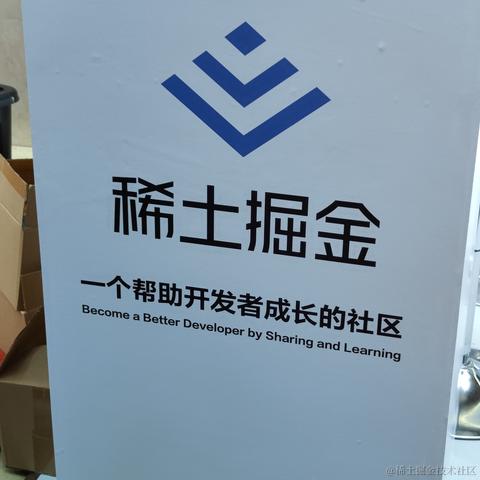 稀土掘金
一个帮助开发者成长的社区
Become a Better Developer by Sharing and Learning
@稀土掘金技术社区